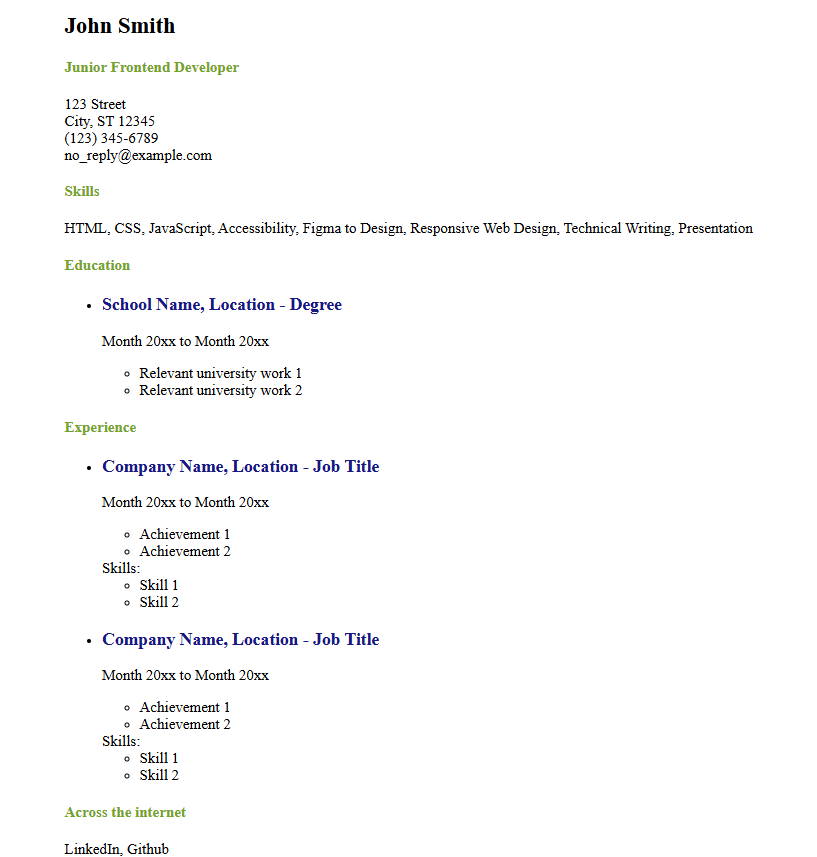 John Smith
Junior Frontend Developer
123 Street
City, ST 12345
(123) 345-6789
no_reply@example.com
Skills
HTML, CSS, JavaScript, Accessibility, Figma to Design, Responsive Web Design, Technical Writing, Presentation
Education
School Name, Location - Degree
Month 20xx to Month 20xx
Relevant university work 1
Relevant university work 2
Experience
Company Name, Location - Job Title
Month 20xx to Month 20xx
Achievement 1
Achievement 2
Skills:
Skill 1
Skill 2
Company Name, Location - Job Title
Month 20xx to Month 20xx
Achievement 1
Achievement 2
Skills:
Skill 1
Skill 2
Across the internet
LinkedIn, Github